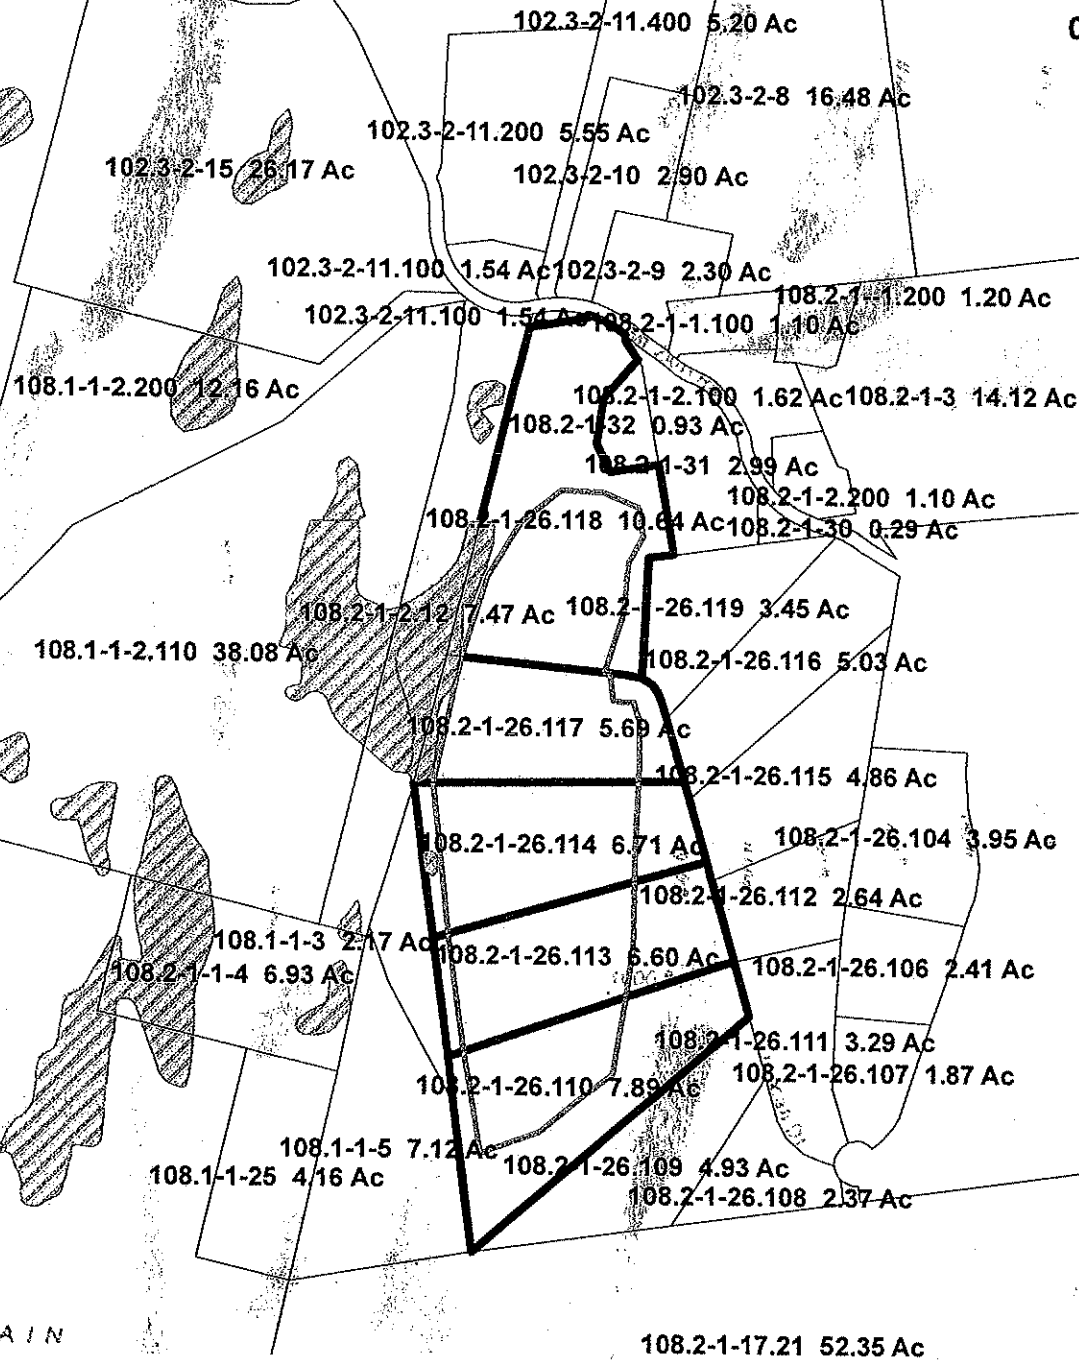 102.3-2-11.400 5.20 Ac
102.3-2-8 16.48 Ac
102.3-2-11.200 5.55 Ac
102.3-2-15 26.17 Ac
102.3-2-10 2.90 Ac
102.3-2-11.100 1.54 Ac
102.3-2-9 2.30 Ac
108.2-1--1.200 1.20 Ac
102.3-2-11.100 1.54 Ac
108.2-1-1.100 1.10 Ac
108.1-1-2.200 12.16 Ac
108.2-1-2.100 1.62 Ac
108.2-1-3 14.12 Ac
108.2-1-32 0.93 Ac
108.2-1-31 2.99 Ac
108.2-1-2.200 1.10 Ac
108.2-1-26.118 10.64 Ac
108.2-1-30 0.29 Ac
108.2-1-2.12 7.47 Ac
108.2-1-26.119 3.45 Ac
108.1-1-2.110 38.08 Ac
108.2-1-26.116 5.03 Ac
108.2-1-26.117 5.69 Ac
108.2-1-26.115 4.86 Ac
108.2-1-26.114 6.71 Ac
108.2-1-26.104 3.95 Ac
108.2-1-26.112 2.64 Ac
108.1-1-3 2.17 Ac
108.2-1-26.113 6.60 Ac
108.2-1-26.106 2.41 Ac
108.2-1-1-4 6.93 Ac
108.2-1-26.111 3.29 Ac
108.2-1-26.107 1.87 Ac
108.2-1-26.110 7.89 Ac
108.1-1-5 7.12 Ac
108.2-1-26.109 4.93 Ac
108.1-1-25 4.16 Ac
108.2-1-26.108 2.37 Ac
AIN
108.2-1-17.21 52.35 Ac